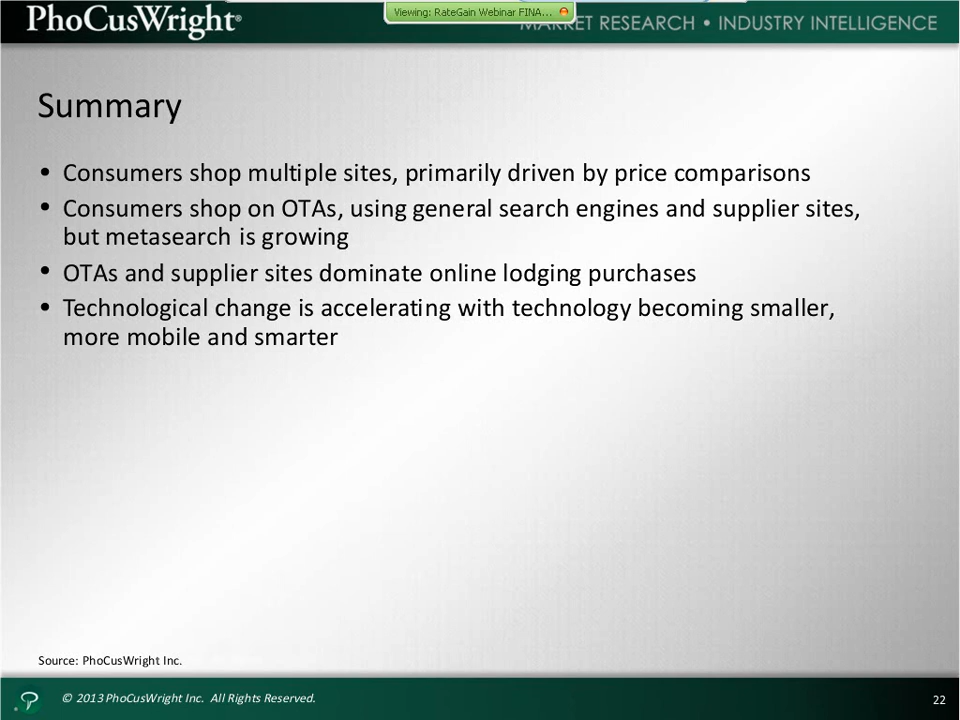 PhoCusWright®
Viewing: RateGain Webinar FINA...
MARKET RESEARCH • INDUSTRY INTELLIGENCE
Summary
• Consumers shop multiple sites, primarily driven by price comparisons
• Consumers shop on OTAs, using general search engines and supplier sites,
but metasearch is growing
• OTAs and supplier sites dominate online lodging purchases
• Technological change is accelerating with technology becoming smaller,
more mobile and smarter
Source: PhoCusWright Inc.
© 2013 PhoCusWright Inc. All Rights Reserved.
22